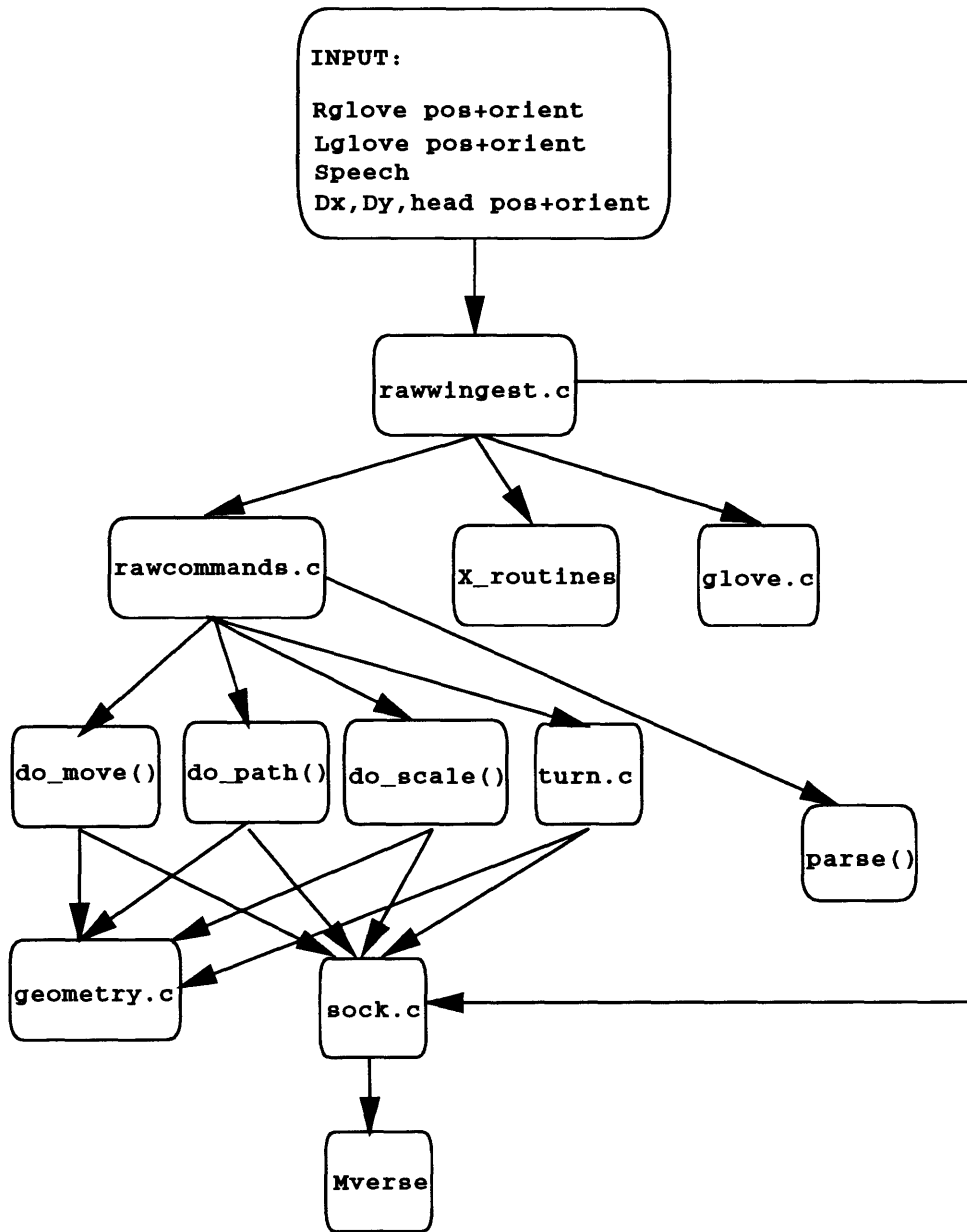 INPUT:
Rglove pos+orient
Lglove pos+orient
Speech
Dx,Dy,head pos+orient
rawwingest.c
rawcommands.c
X_routines
glove.c
do_move()
do_path()
do_scale()
turn.c
parse()
geometry.c
sock.c
Mverse